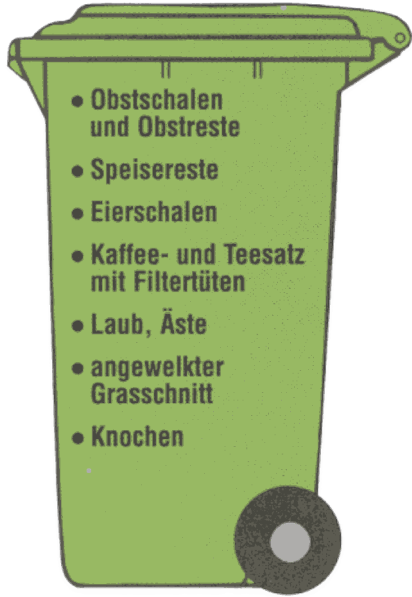 • Obstschalen
und Obstreste
• Speisereste
• Eierschalen
• Kaffee- und Teesatz
mit Filtertüten
• Laub, Äste
• angewelkter
Grasschnitt
• Knochen